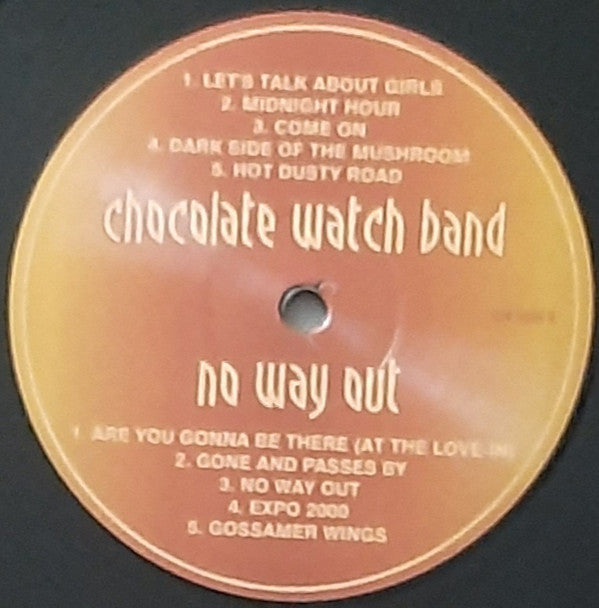 1. LET'S TALK ABOUT GIRLS
2. MIDNIGHT HOUR
3. COME ON
4. DARK SIDE OF THE MUSHROOM
5. HOT DUSTY ROAD
chocolate watch band
no way out
1. ARE YOU GONNA BE THERE (AT THE LOVE-IN)
2. GONE AND PASSES BY
3. NO WAY OUT
4. EXPO 2000
5. GOSSAMER WINGS